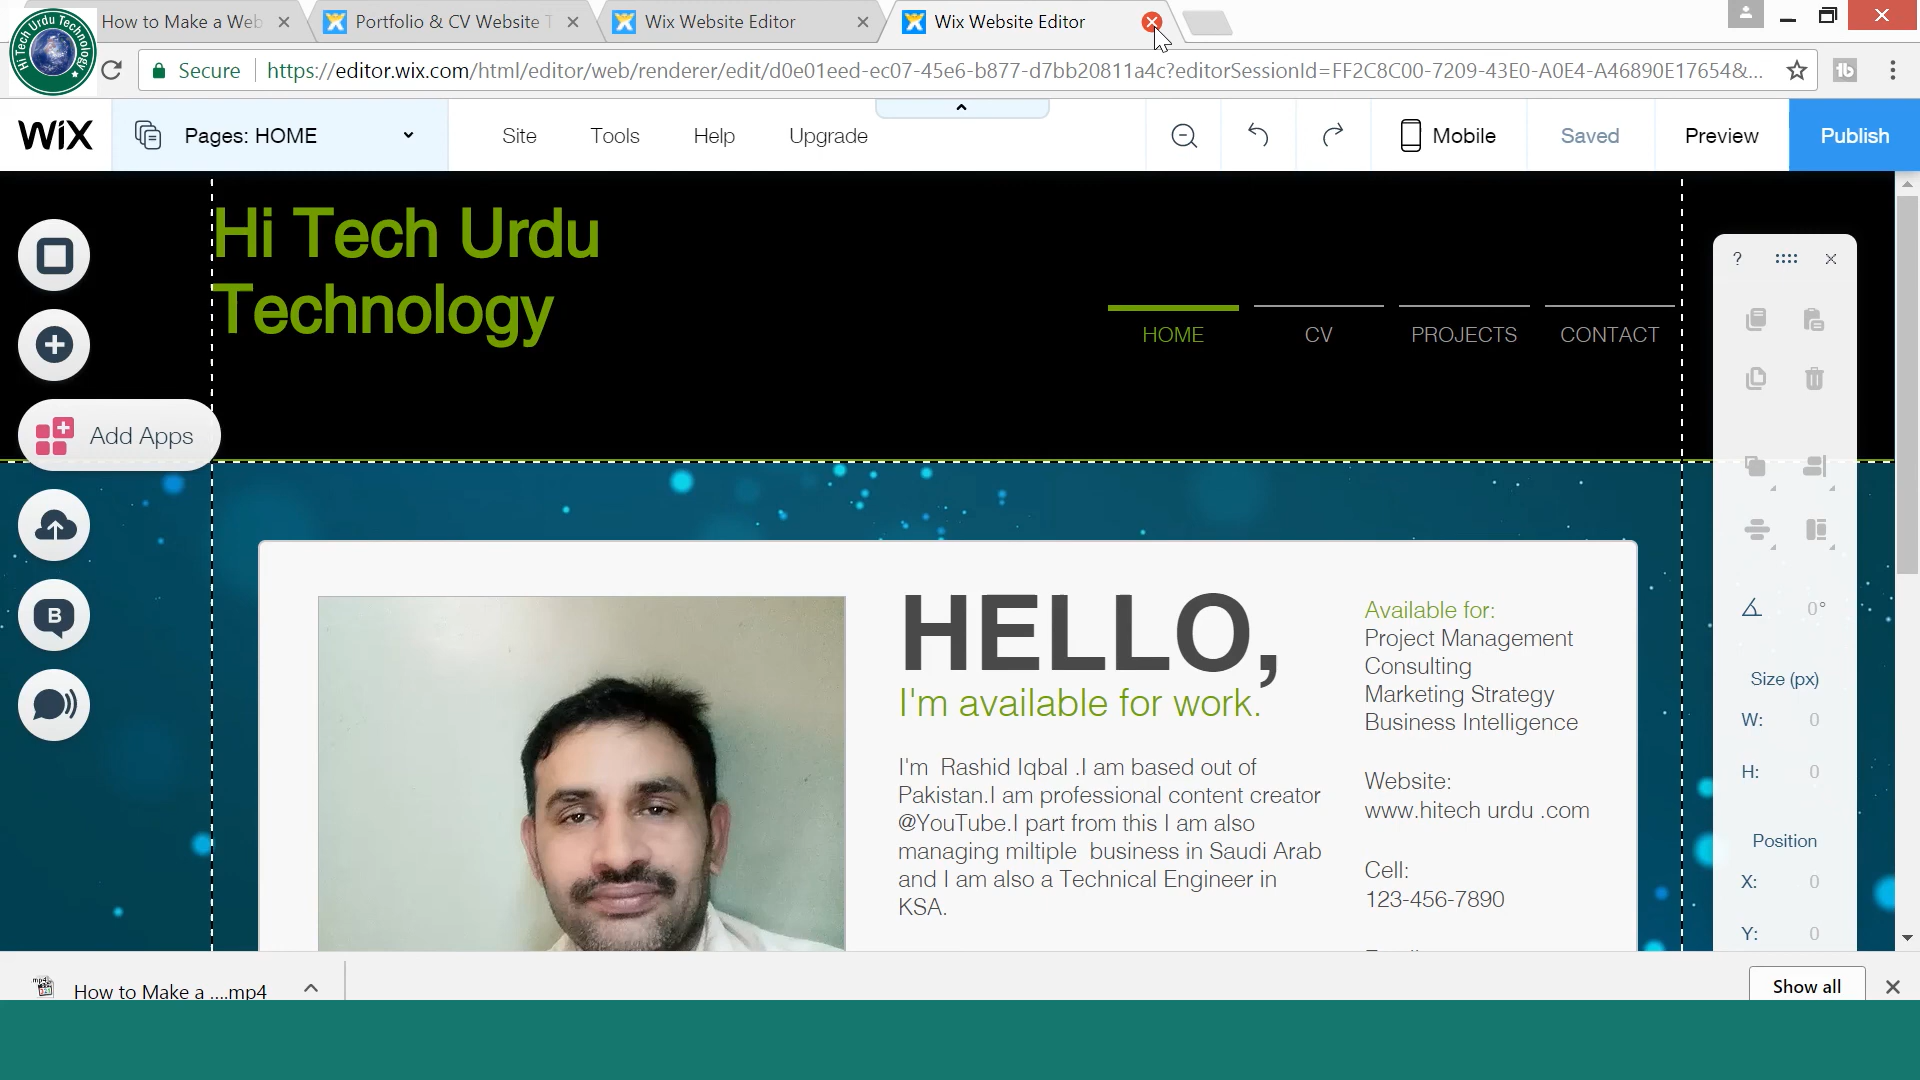 How to Make a Web
Portfolio & CV Website T
Wix Website Editor
Wix Website Editor
Hi Tech Urdu Technology
Secure
https://editor.wix.com/html/editor/web/renderer/edit/d0e01eed-ec07-45e6-b877-d7bb20811a4c?editorSessionId=FF2C8C00-7209-43E0-A0E4-A46890E17654&...
WiX
Pages: HOME
Site
Tools
Help
Upgrade
Mobile
Saved
Preview
Publish
Hi Tech Urdu
Technology
HOME
CV
PROJECTS
CONTACT
Add Apps
B
?
HELLO,
I'm available for work.
I'm Rashid Iqbal .I am based out of
Pakistan.I am professional content creator
@YouTube.I part from this I am also
managing miltiple business in Saudi Arab
and I am also a Technical Engineer in
KSA.
Available for:
Project Management
Consulting
Marketing Strategy
Business Intelligence
Website:
www.hitech urdu .com
Cell:
123-456-7890
0°
Size (px)
W: 0
H: 0
Position
X: 0
Y: 0
mp4
How to Make a ....mp4
Show all